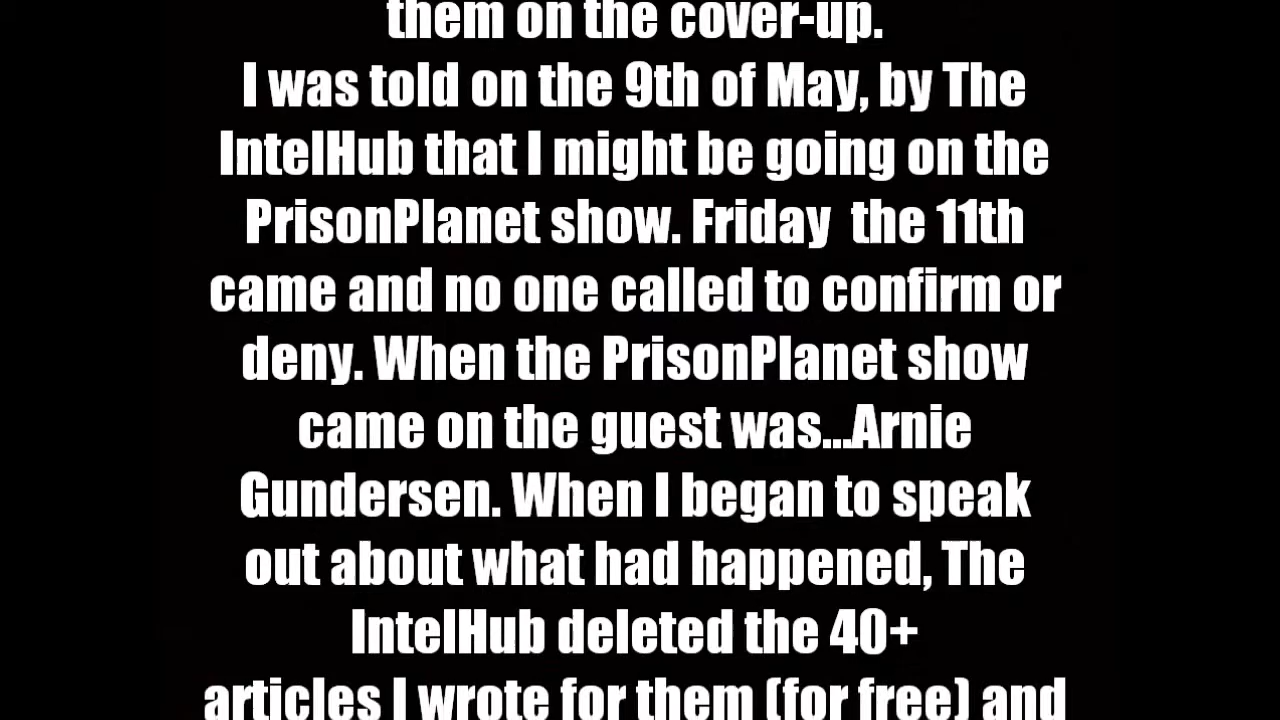 them on the cover-up.
I was told on the 9th of May, by The
IntelHub that I might be going on the
PrisonPlanet show. Friday  the 11th
came and no one called to confirm or
deny. When the PrisonPlanet show
came on the guest was...Arnie
Gundersen. When I began to speak
out about what had happened, The
IntelHub deleted the 40+
articles I wrote for them (for free) and